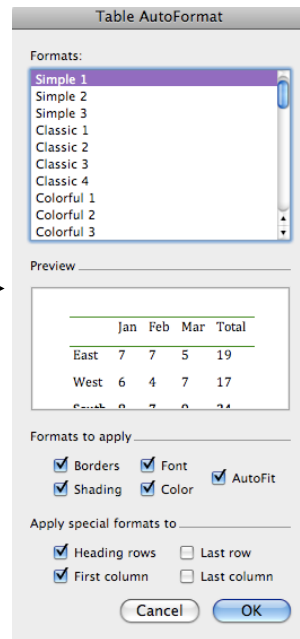 Table AutoFormat
Formats:
Simple 1
Simple 2
Simple 3
Classic 1
Classic 2
Classic 3
Classic 4
Colorful 1
Colorful 2
Colorful 3
Preview
Jan Feb Mar Total
East 7 7 5 19
West 6 4 7 17
Formats to apply
Borders Font
AutoFit
Shading Color
Apply special formats to
Heading rows Last row
First column Last column
Cancel OK